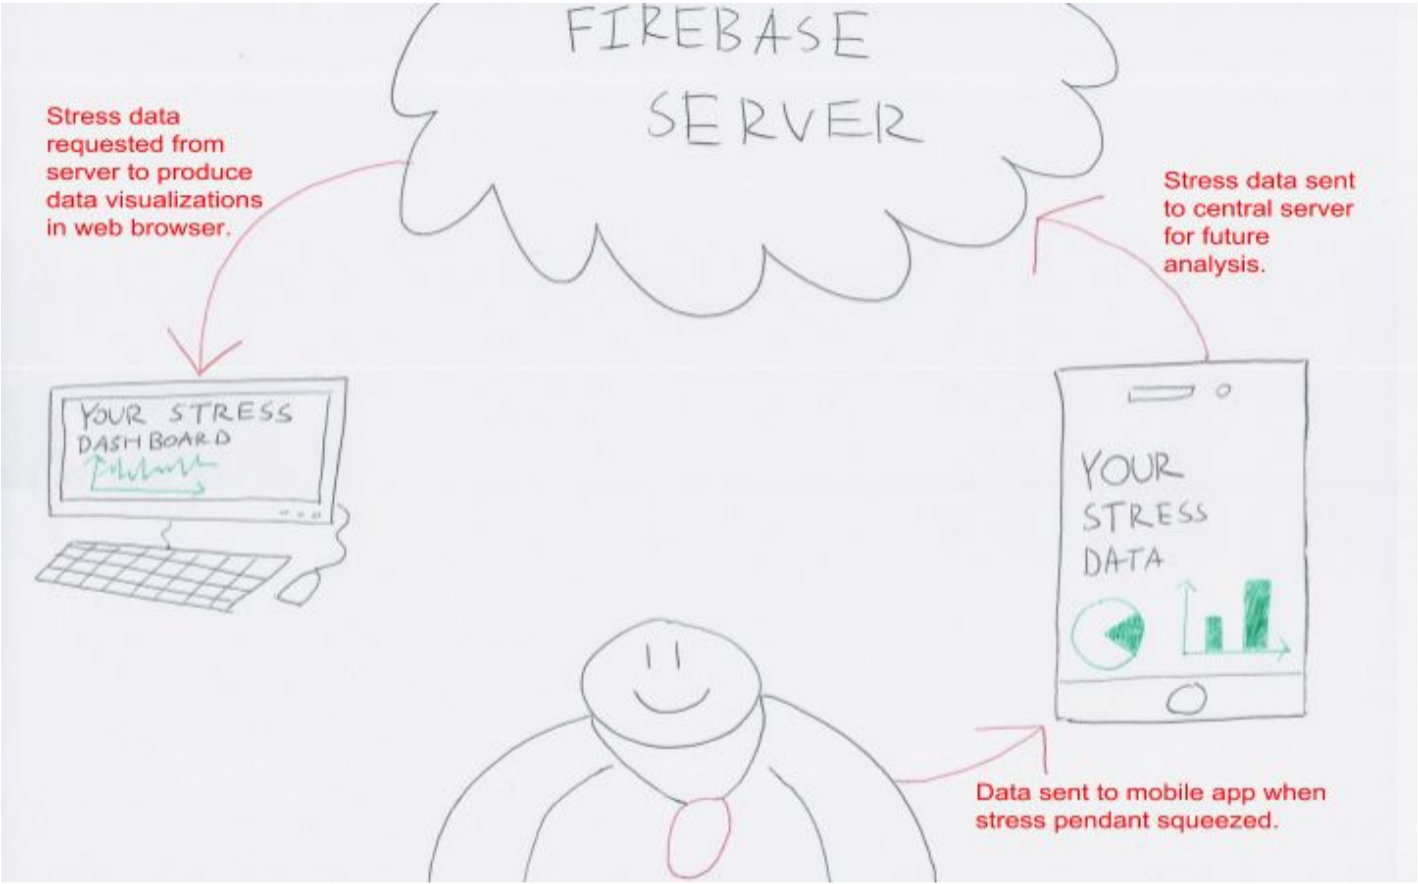 FIREBASE
SERVER
Stress data
requested from
server to produce
data visualizations
in web browser.
Stress data sent
to central server
for future
analysis.
YOUR STRESS
DASHBOARD
YOUR
STRESS
DATA
Data sent to mobile app when
stress pendant squeezed.